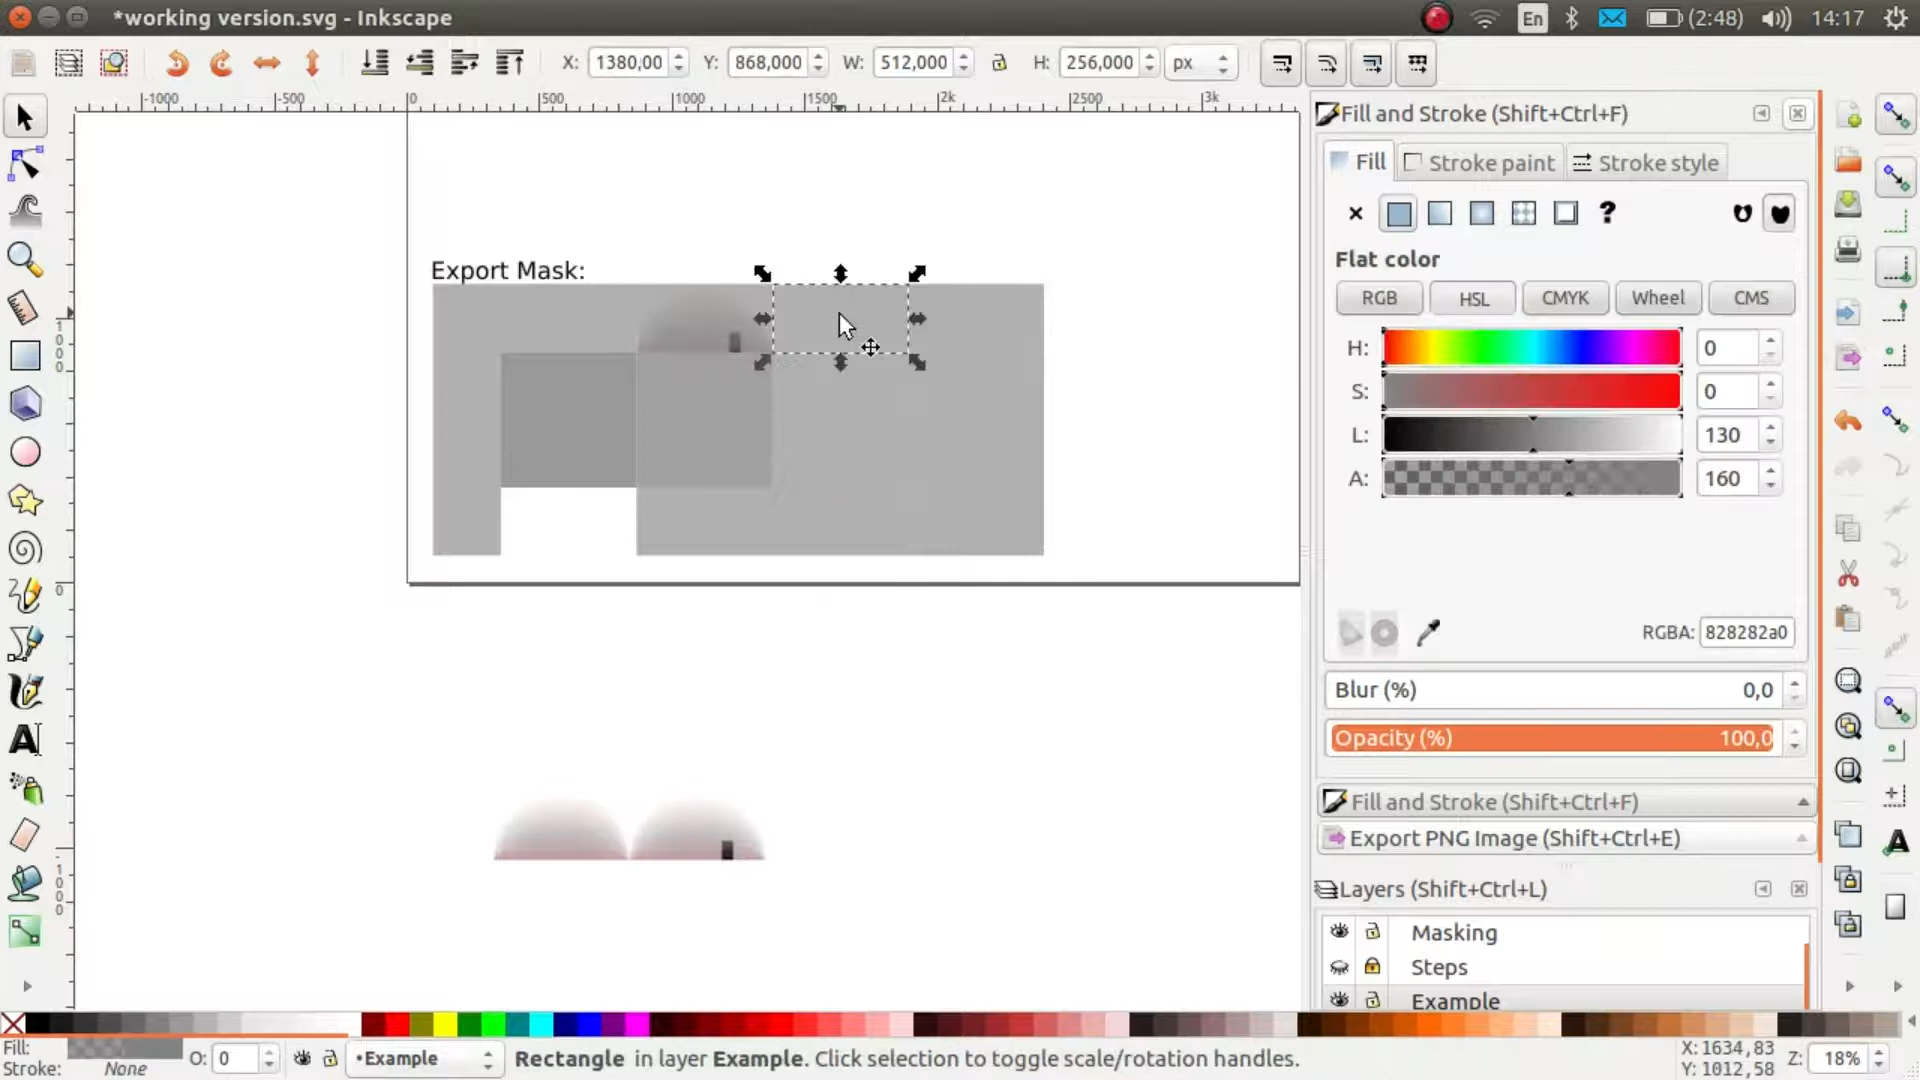 *working version.svg - Inkscape
En (2:48) 14:17
X: 1380,00 Y: 868,000 W: 512,000 H: 256,000 px
-1000 -500 0 500 1000 1500 2k 2500 3k
Fill and Stroke (Shift+Ctrl+F)
Fill Stroke paint Stroke style
?
Flat color
RGB HSL CMYK Wheel CMS
H: 0
S: 0
L: 130
A: 160
RGBA: 828282a0
Blur (%) 0,0
Opacity (%) 100,0
Fill and Stroke (Shift+Ctrl+F)
Export PNG Image (Shift+Ctrl+E)
Layers (Shift+Ctrl+L)
Masking
Steps
Example
Export Mask:
1000
0
-1000
Fill: O: 0 •Example Rectangle in layer Example. Click selection to toggle scale/rotation handles. X: 1634,83 Z: 18%
Stroke: None Y: 1012,58